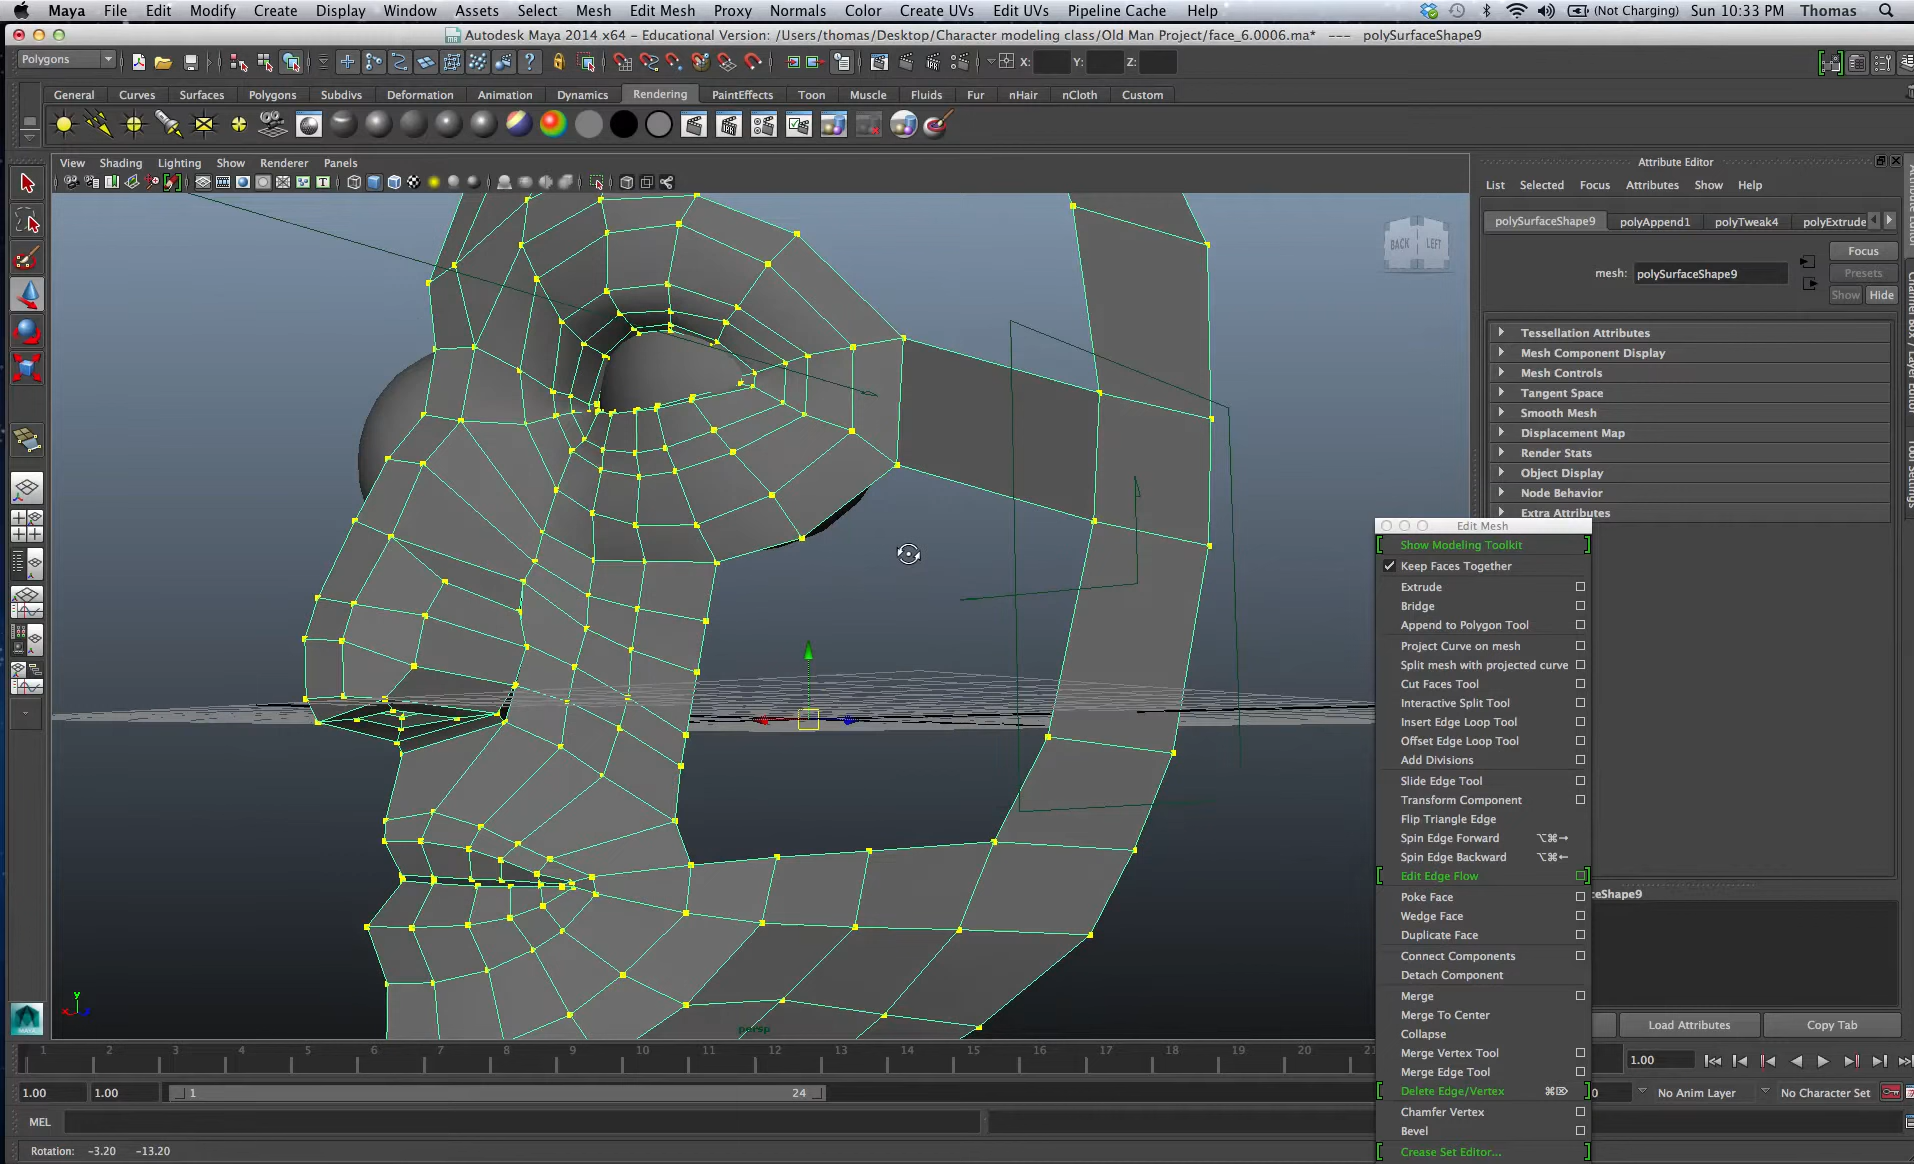 Maya File Edit Modify Create Display Window Assets Select Mesh Edit Mesh Proxy Normals Color Create UVs Edit UVs Pipeline Cache Help (Not Charging) Sun 10:33 PM Thomas
Autodesk Maya 2014 x64 - Educational Version: /Users/thomas/Desktop/Character modeling class/Old Man Project/face_6.0006.ma* --- polySurfaceShape9
Polygons X: Y: Z:
General Curves Surfaces Polygons Subdivs Deformation Animation Dynamics Rendering PaintEffects Toon Muscle Fluids Fur nHair nCloth Custom
View Shading Lighting Show Renderer Panels
Attribute Editor
List Selected Focus Attributes Show Help
polySurfaceShape9 polyAppend1 polyTweak4 polyExtrude
Focus
mesh: polySurfaceShape9
Presets
Show Hide
BACK LEFT
Tessellation Attributes
Mesh Component Display
Mesh Controls
Tangent Space
Smooth Mesh
Displacement Map
Render Stats
Object Display
Node Behavior
Extra Attributes
Channel Box / Layer Editor
Edit Mesh
Show Modeling Toolkit
Keep Faces Together
Extrude
Bridge
Append to Polygon Tool
Project Curve on mesh
Split mesh with projected curve
Cut Faces Tool
Interactive Split Tool
Insert Edge Loop Tool
Offset Edge Loop Tool
Add Divisions
Slide Edge Tool
Transform Component
Flip Triangle Edge
Spin Edge Forward ⌥⌘→
Spin Edge Backward ⌥⌘←
Edit Edge Flow
Poke Face
Wedge Face
Duplicate Face
Connect Components
Detach Component
Merge
Merge To Center
Collapse
Merge Vertex Tool
Merge Edge Tool
Delete Edge/Vertex ⌘⌦
Chamfer Vertex
Bevel
Crease Set Editor...
ceShape9
Load Attributes Copy Tab
y
x
persp
1 2 3 4 5 6 7 8 9 10 11 12 13 14 15 16 17 18 19 20 21
1.00
1.00 1.00 1 24 0 No Anim Layer No Character Set
MEL
Rotation: -3.20 -13.20